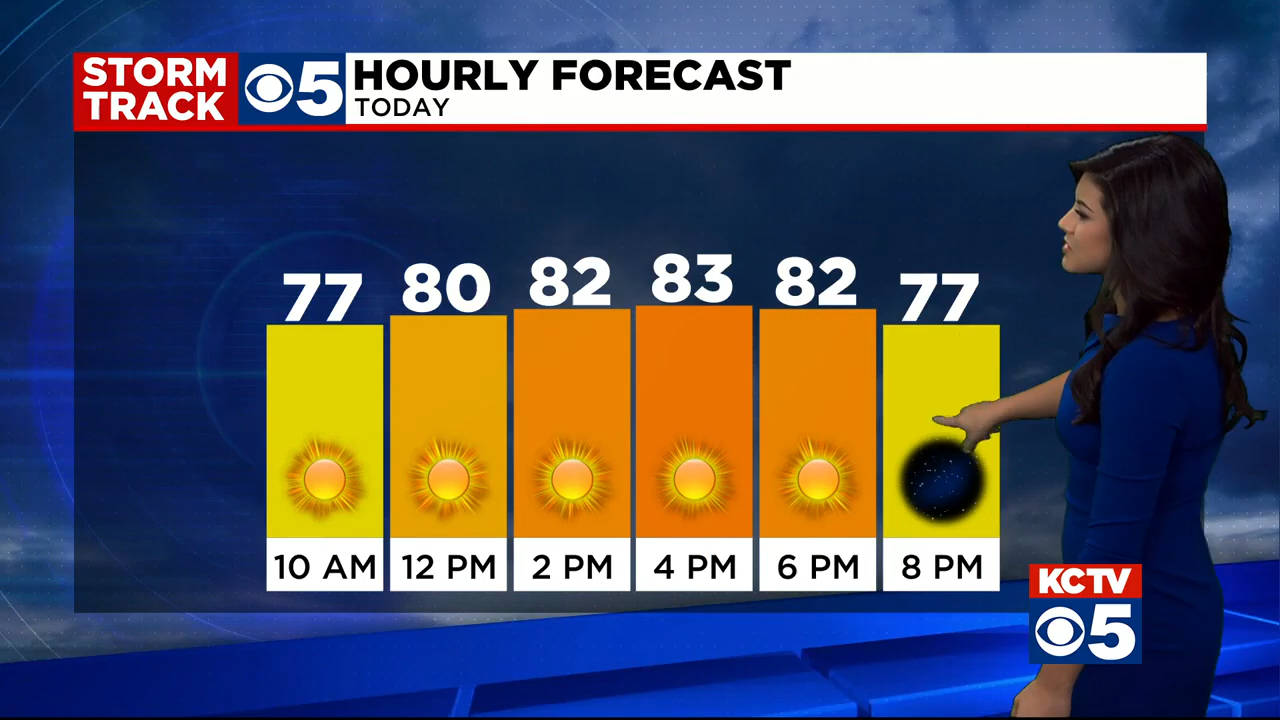 STORM
TRACK
5
HOURLY FORECAST
TODAY
77 80 82 83 82 77
10 AM 12 PM 2 PM 4 PM 6 PM 8 PM
KCTV
5